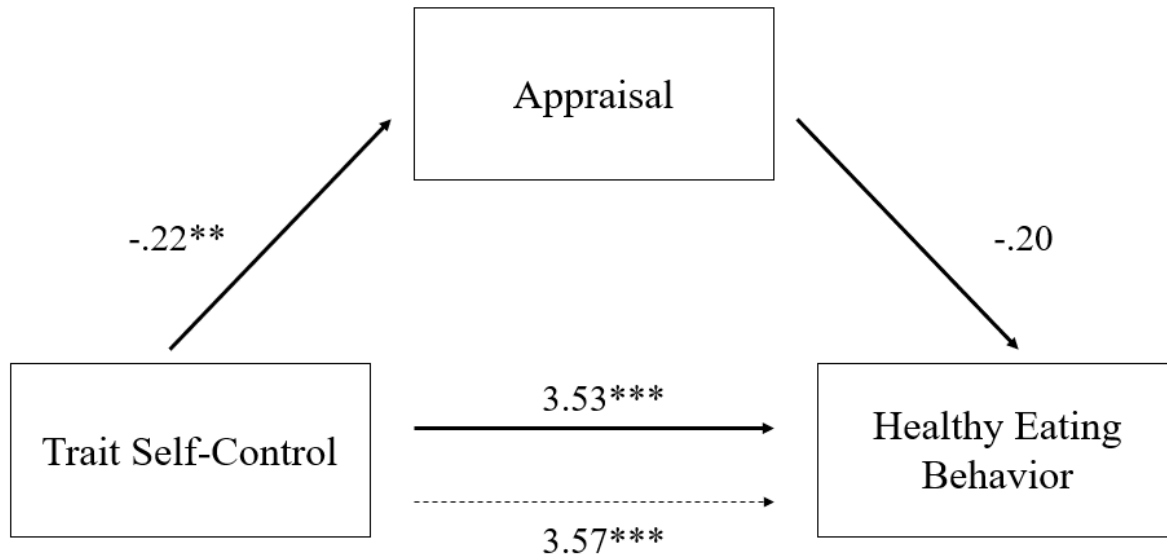 Appraisal
-.22**
-.20
3.53***
Trait Self-Control
Healthy Eating
Behavior
3.57***